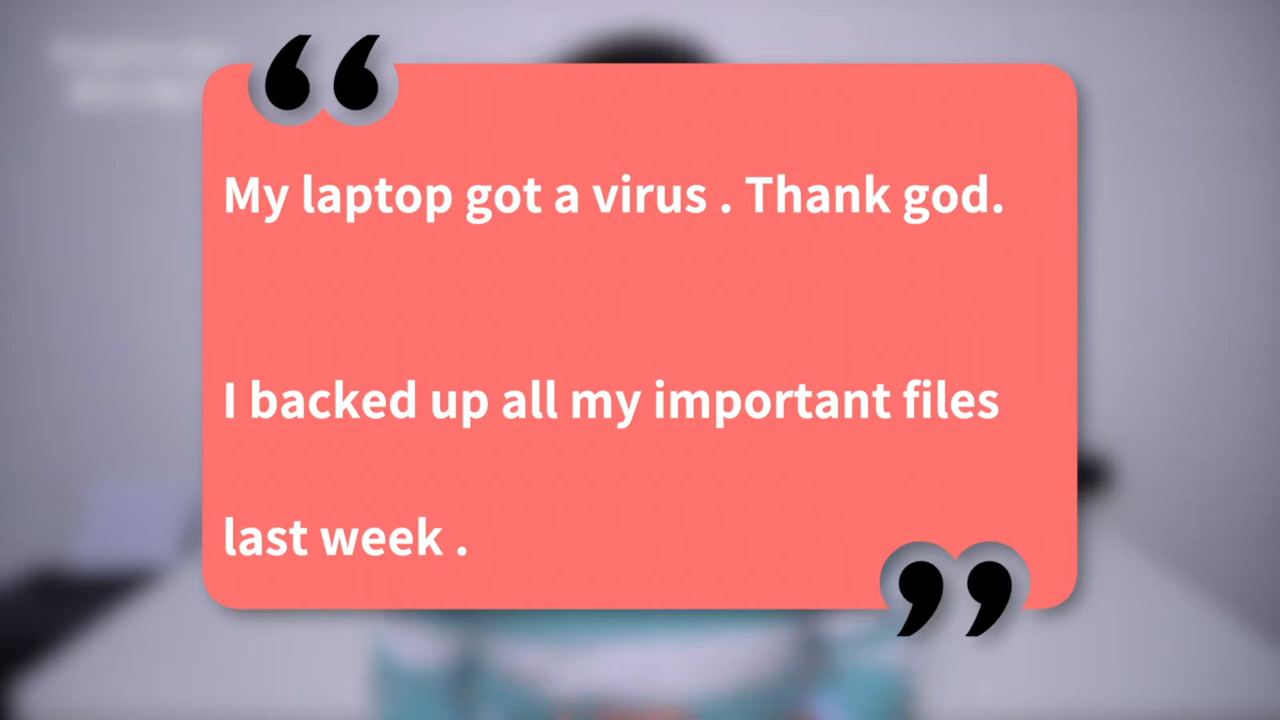 My laptop got a virus . Thank god.
I backed up all my important files
last week .